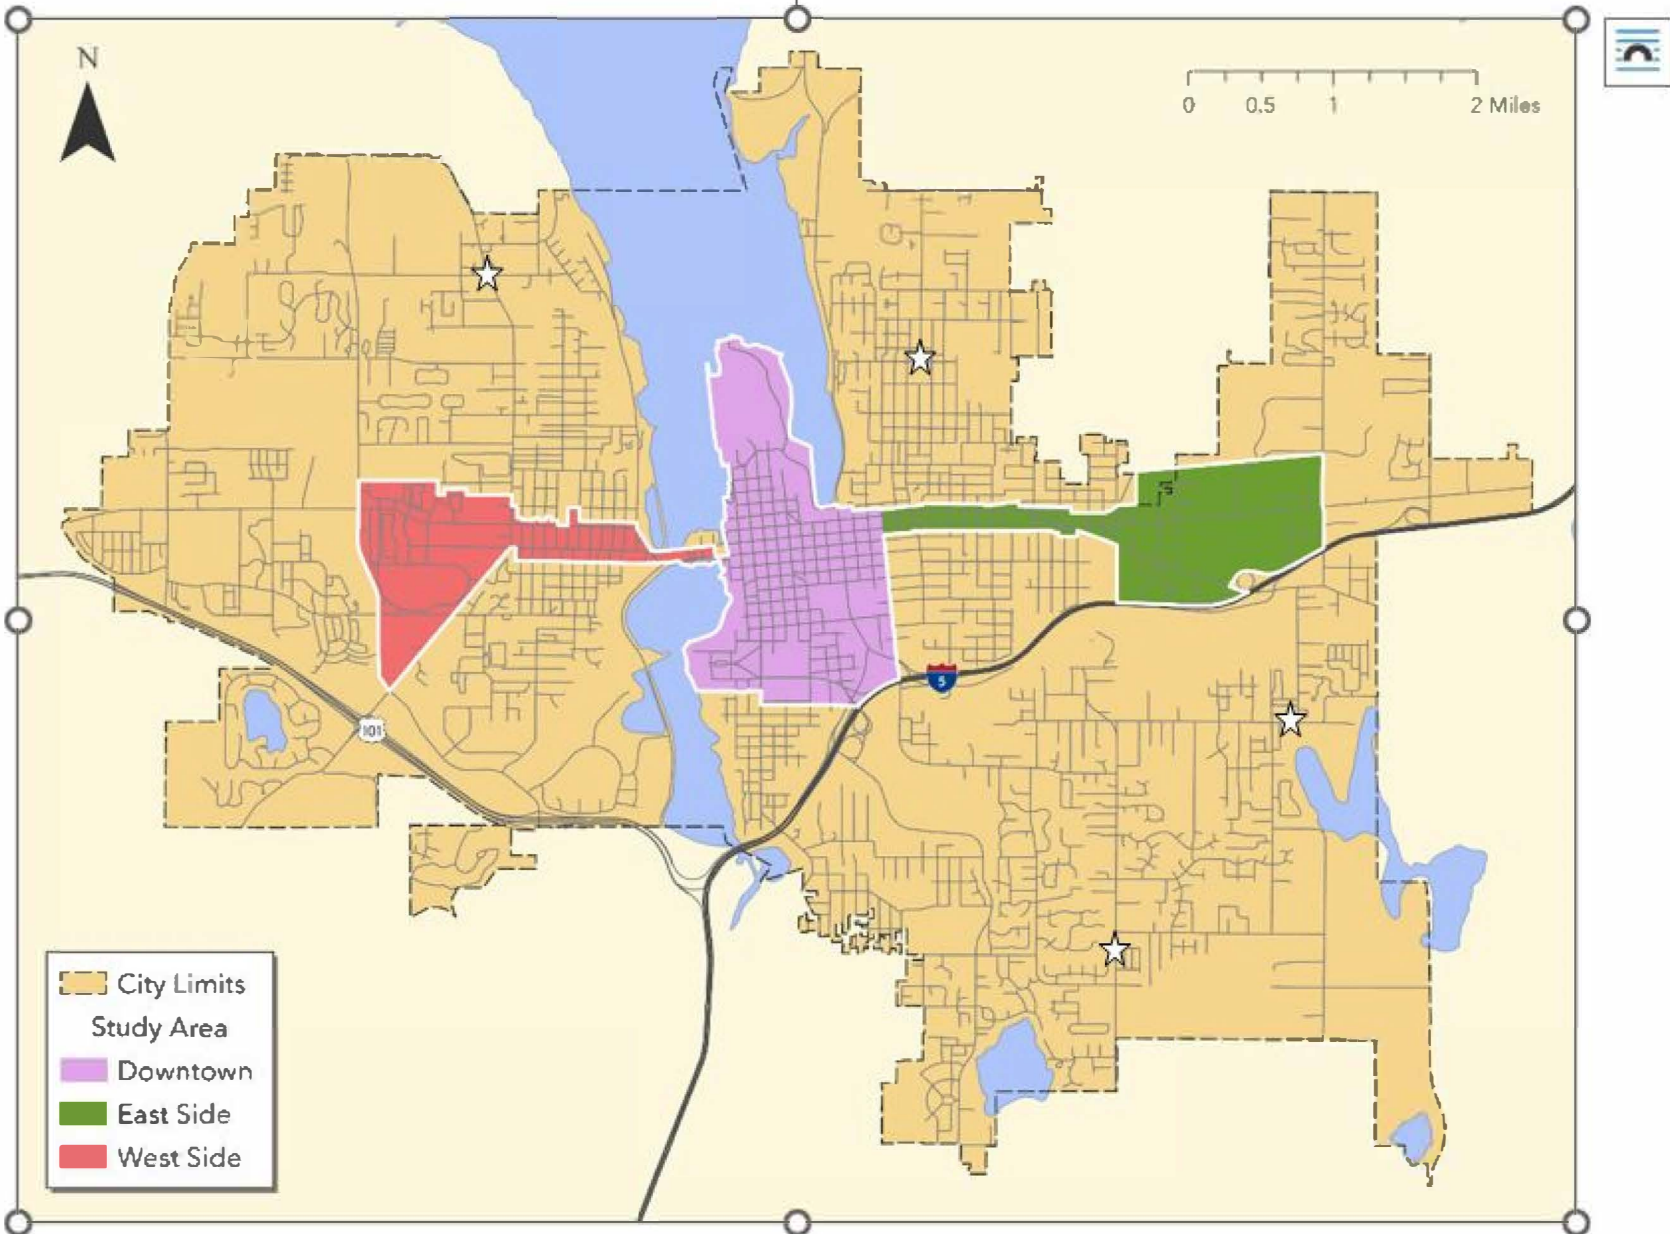 N
0 0.5 1 2 Miles
5
101
City Limits
Study Area
Downtown
East Side
West Side